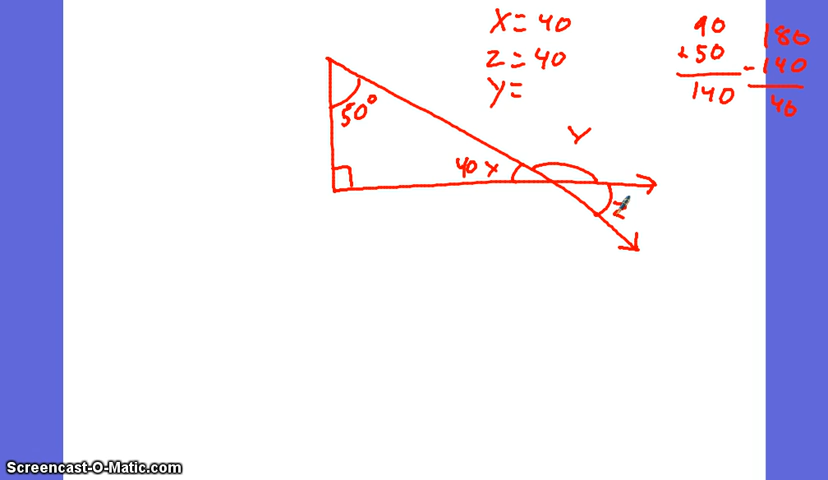 X = 40
Z = 40
Y =
90
+ 50
140
180
- 140
40
50°
Y
40 X
Z
Screencast-O-Matic.com